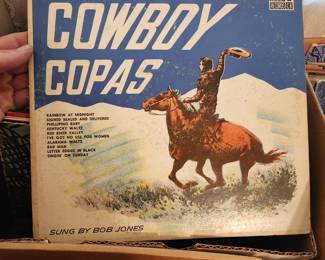 COWBOY
COPAS
RAINBOW AT MIDNIGHT
SIGNED SEALED AND DELIVERED
FILIPINO BABY
KENTUCKY WALTZ
RED RIVER VALLEY
I'VE GOT NO USE FOR WOMEN
ALABAMA WALTZ
BAD MAN
LETTER EDGED IN BLACK
SINGIN' ON SUNDAY
SUNG BY BOB JONES